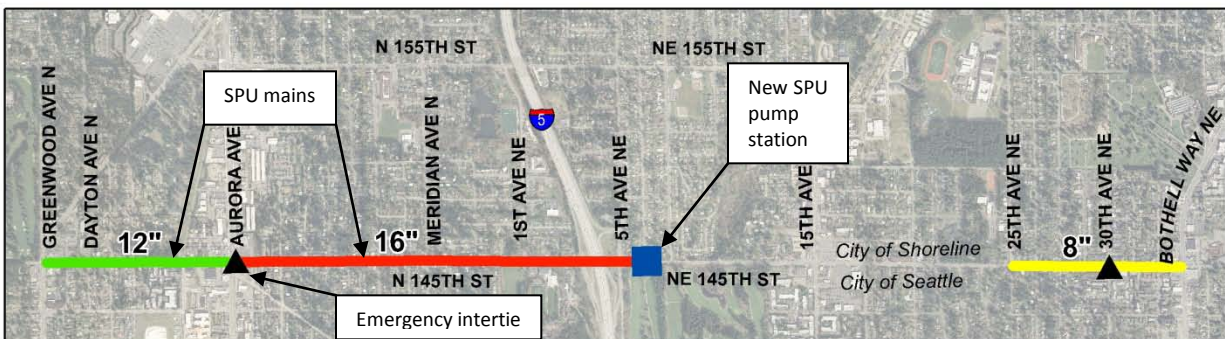 N 155TH ST
NE 155TH ST
SPU mains
New SPU
pump
station
5
GREENWOOD AVE N
DAYTON AVE N
AURORA AVE
MERIDIAN AVE N
1ST AVE NE
5TH AVE NE
15TH AVE
25TH AVE NE
30TH AVE NE
BOTHELL WAY NE
12"
16"
8"
City of Shoreline
City of Seattle
N 145TH ST
NE 145TH ST
Emergency intertie